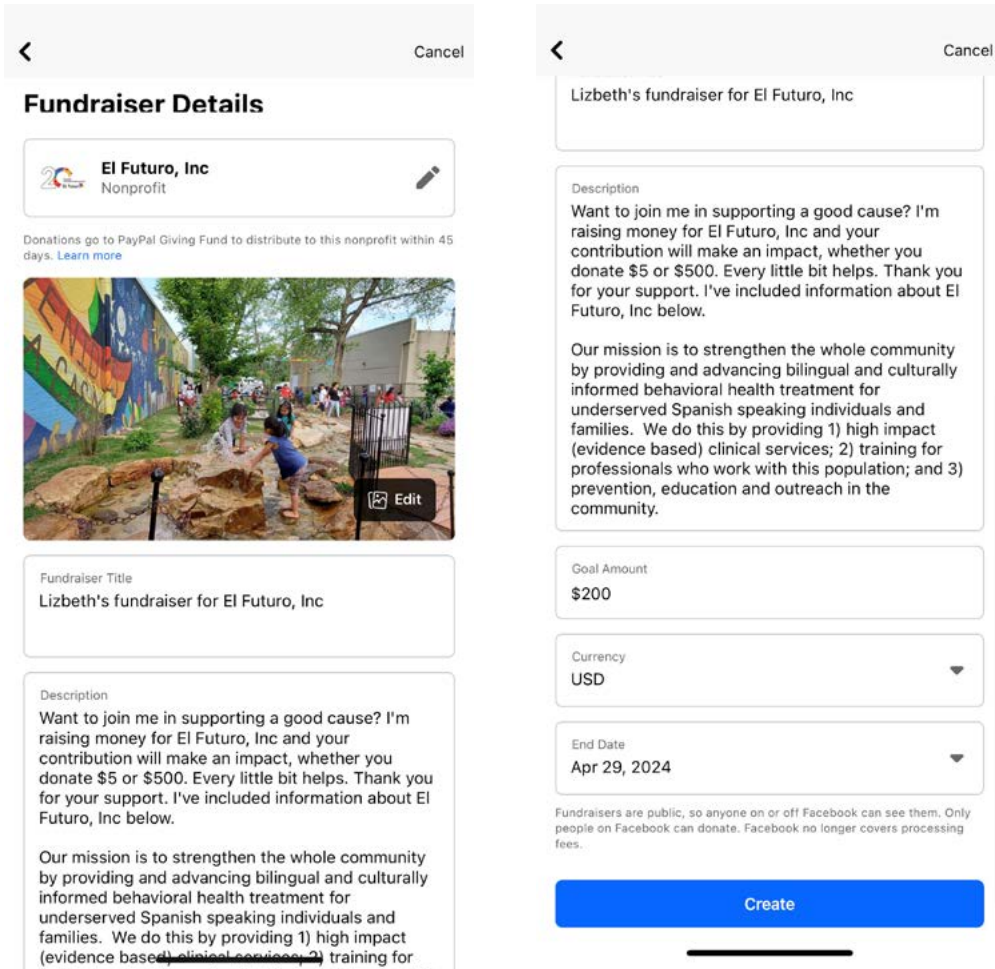 Cancel
Fundraiser Details
El Futuro, Inc
Nonprofit
Donations go to PayPal Giving Fund to distribute to this nonprofit within 45
days. Learn more
Edit
Fundraiser Title
Lizbeth's fundraiser for El Futuro, Inc
Description
Want to join me in supporting a good cause? I'm
raising money for El Futuro, Inc and your
contribution will make an impact, whether you
donate $5 or $500. Every little bit helps. Thank you
for your support. I've included information about El
Futuro, Inc below.
Our mission is to strengthen the whole community
by providing and advancing bilingual and culturally
informed behavioral health treatment for
underserved Spanish speaking individuals and
families. We do this by providing 1) high impact
(evidence based) clinical services; 2) training for
Cancel
Lizbeth's fundraiser for El Futuro, Inc
Description
Want to join me in supporting a good cause? I'm
raising money for El Futuro, Inc and your
contribution will make an impact, whether you
donate $5 or $500. Every little bit helps. Thank you
for your support. I've included information about El
Futuro, Inc below.
Our mission is to strengthen the whole community
by providing and advancing bilingual and culturally
informed behavioral health treatment for
underserved Spanish speaking individuals and
families. We do this by providing 1) high impact
(evidence based) clinical services; 2) training for
professionals who work with this population; and 3)
prevention, education and outreach in the
community.
Goal Amount
$200
Currency
USD
End Date
Apr 29, 2024
Fundraisers are public, so anyone on or off Facebook can see them. Only
people on Facebook can donate. Facebook no longer covers processing
fees.
Create